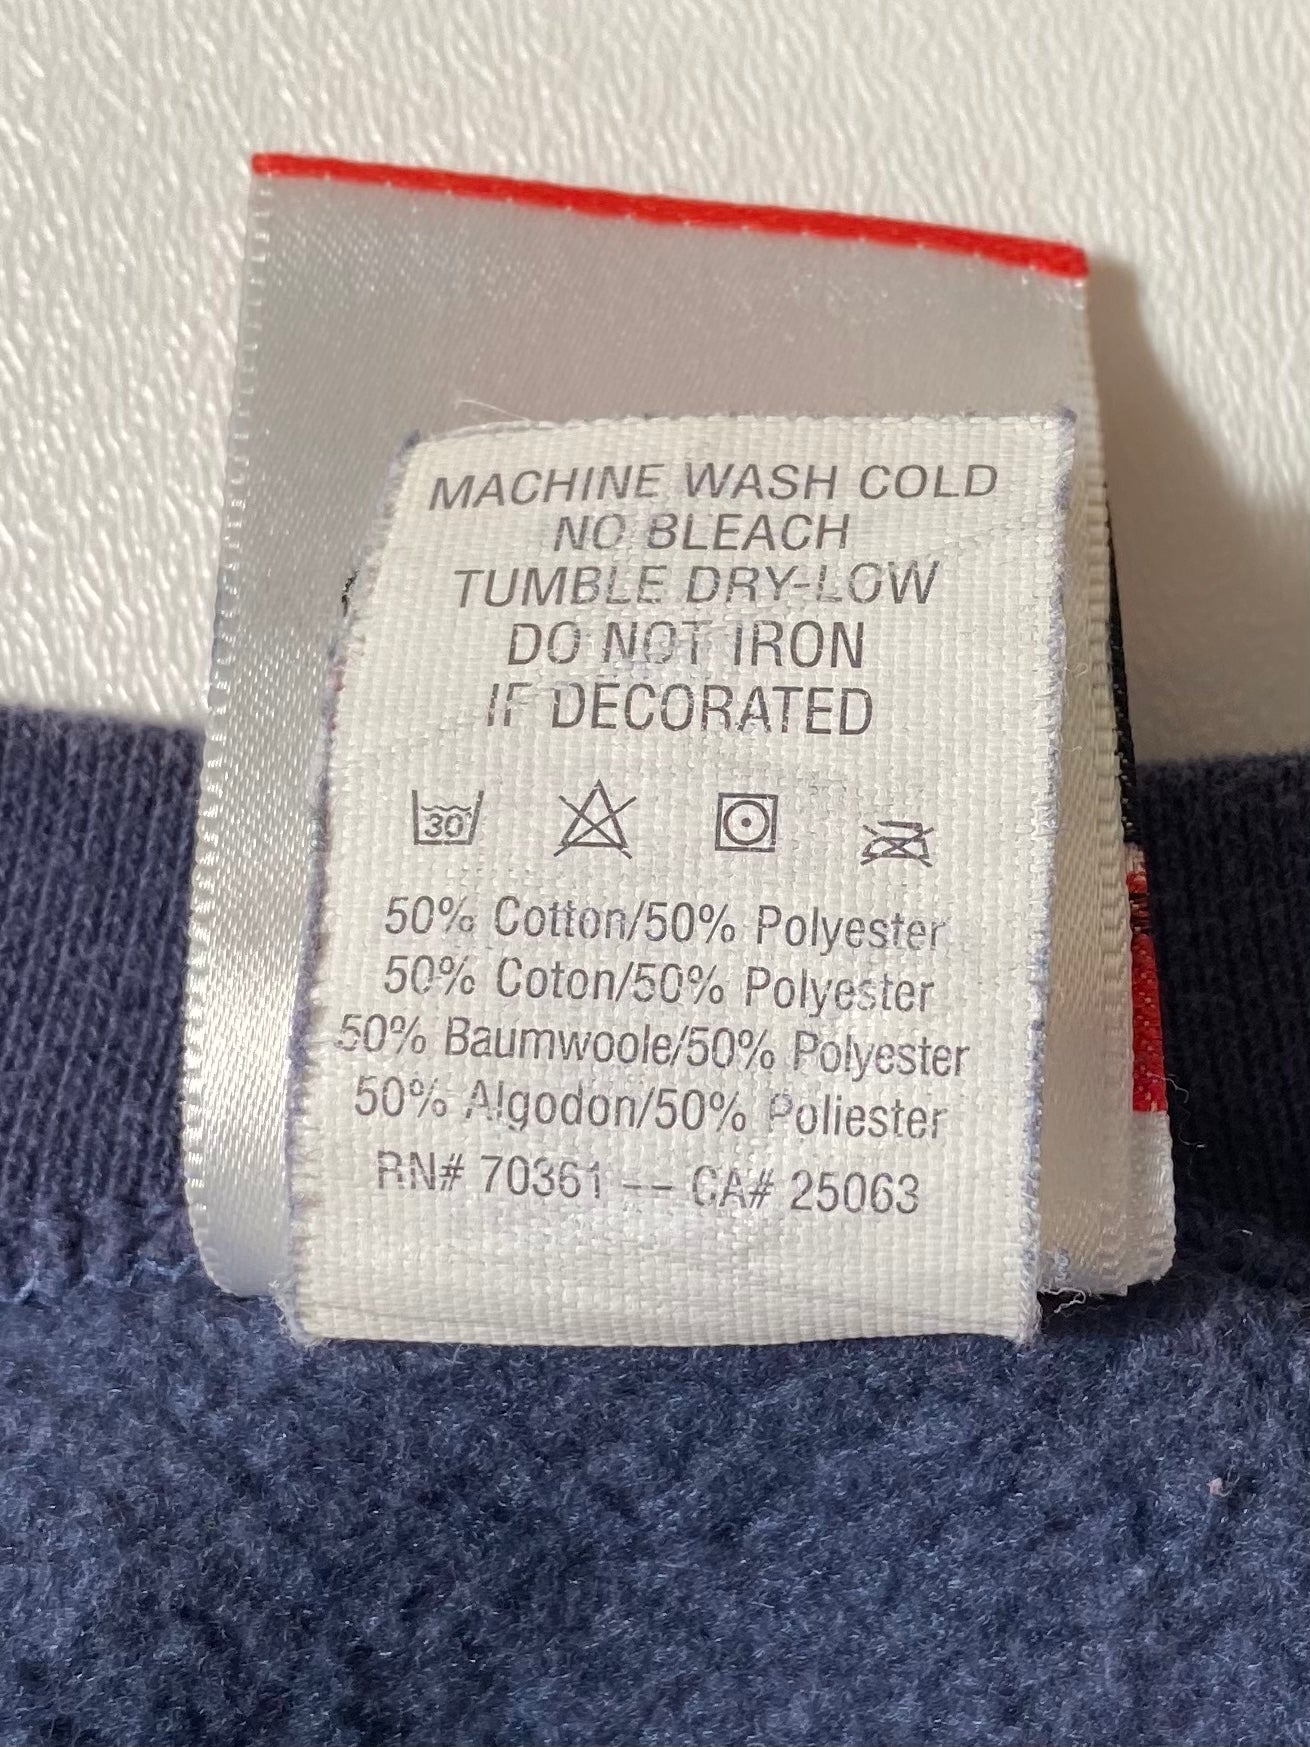 MACHINE WASH COLD
NO BLEACH
TUMBLE DRY-LOW
DO NOT IRON
IF DECORATED
30°
50% Cotton/50% Polyester
50% Coton/50% Polyester
50% Baumwoole/50% Polyester
50% Algodon/50% Poliester
RN# 70361 -- CA# 25063